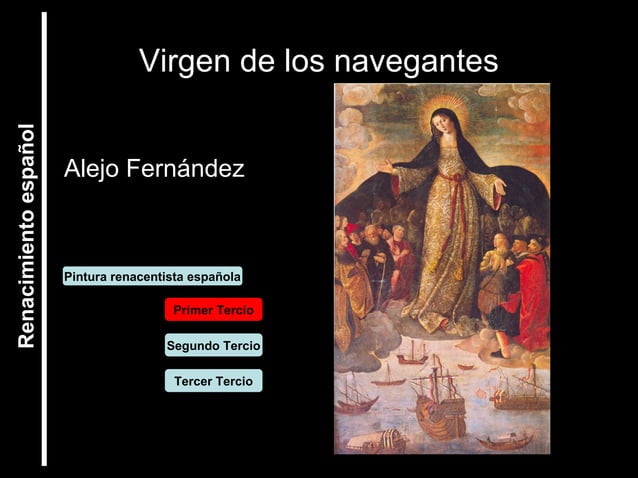 Virgen de los navegantes
Renacimiento español
Alejo Fernández
Pintura renacentista española
Primer Tercio
Segundo Tercio
Tercer Tercio